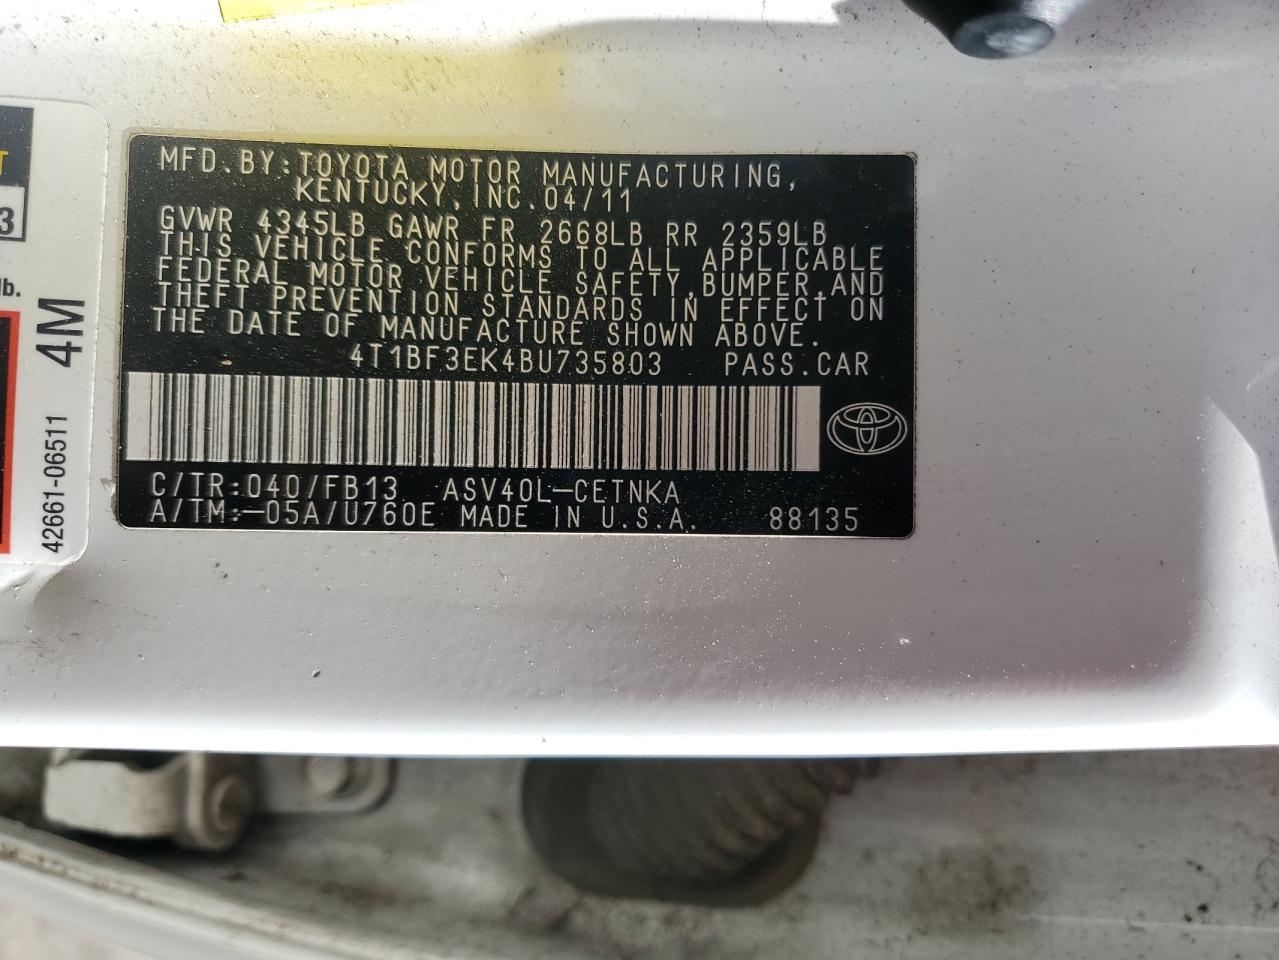 MFD.BY:TOYOTA MOTOR MANUFACTURING,
KENTUCKY,INC.04/11
GVWR 4345LB GAWR FR 2668LB RR 2359LB
THIS VEHICLE CONFORMS TO ALL APPLICABLE
FEDERAL MOTOR VEHICLE SAFETY,BUMPER,AND
THEFT PREVENTION STANDARDS IN EFFECT ON
THE DATE OF MANUFACTURE SHOWN ABOVE.
4T1BF3EK4BU735803 PASS.CAR
C/TR:040/FB13 ASV40L-CETNKA
A/TM:-05A/U760E MADE IN U.S.A. 88135
3
lb.
4M
42661-06511